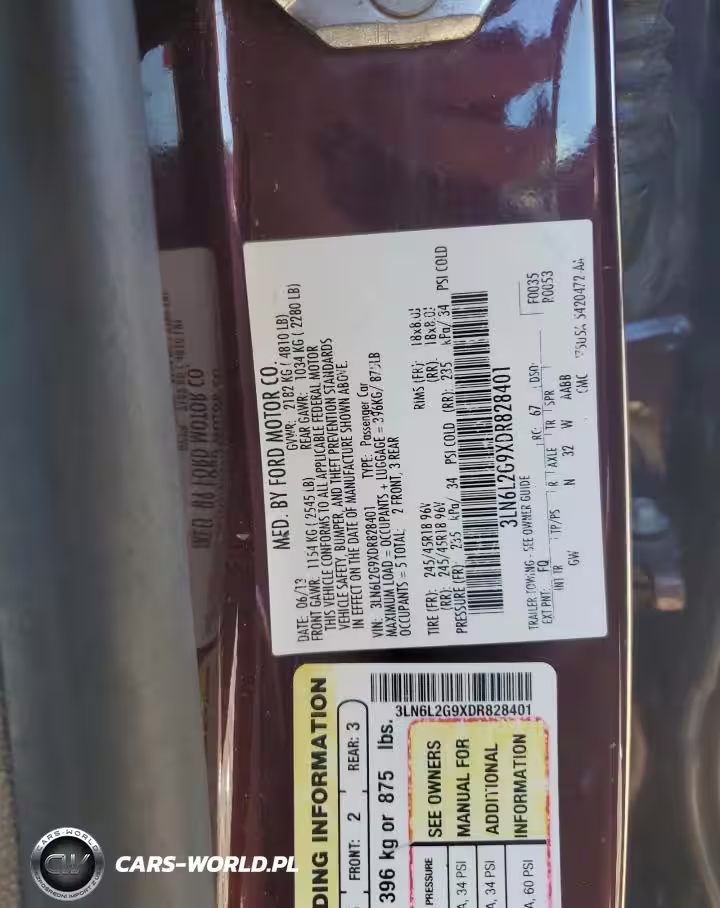 MFD. BY FORD MOTOR CO.
DATE: 06/13 GVWR: 2182 KG ( 4810 LB)
FRONT GAWR: 1154 KG ( 2545 LB) REAR GAWR: 1034 KG ( 2280 LB)
THIS VEHICLE CONFORMS TO ALL APPLICABLE FEDERAL MOTOR
VEHICLE SAFETY, BUMPER, AND THEFT PREVENTION STANDARDS
IN EFFECT ON THE DATE OF MANUFACTURE SHOWN ABOVE.
VIN: 3LN6L2G9XDR828401 TYPE: Passenger Car
MAXIMUM LOAD = OCCUPANTS + LUGGAGE = 396KG/ 875LB
OCCUPANTS = 5 TOTAL: 2 FRONT, 3 REAR
TIRE (FR): 245/45R18 96V RIMS (FR): 18x8.0J
(RR): 245/45R18 96V (RR): 18x8.0J
PRESSURE (FR): 235 kPa/ 34 PSI COLD (RR): 235 kPa/ 34 PSI COLD
3LN6L2G9XDR828401
TRAILER TOWING - SEE OWNER GUIDE
EXT PNT: FQ RC: 67 DSO: F0035
INT TR TP/PS R AXLE TR SPR R0053
GW N 32 W AABB
CMC 5420472 AA
3LN6L2G9XDR828401
DING INFORMATION
FRONT: 2 REAR: 3
396 kg or 875 lbs.
PRESSURE SEE OWNERS
A, 34 PSI MANUAL FOR
A, 34 PSI ADDITIONAL
A, 60 PSI INFORMATION
CARS-WORLD
CW
CARS-WORLD.PL